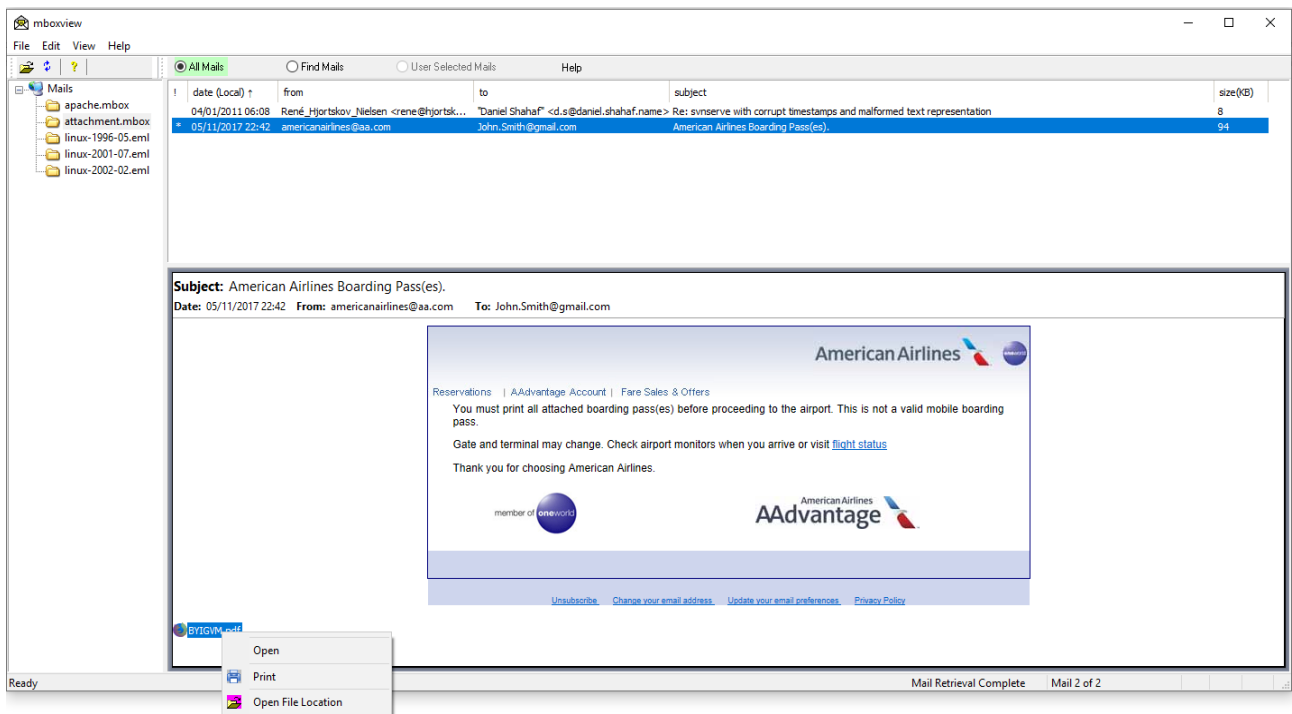 mboxview
File Edit View Help
All Mails Find Mails User Selected Mails Help
Mails
apache.mbox
attachment.mbox
linux-1996-05.eml
linux-2001-07.eml
linux-2002-02.eml
! date (Local) ↑ from to subject size(KB)
04/01/2011 06:08 René_Hjortskov_Nielsen <rene@hjortsk... "Daniel Shahaf" <d.s@daniel.shahaf.name> Re: svnserve with corrupt timestamps and malformed text representation 8
* 05/11/2017 22:42 americanairlines@aa.com John.Smith@gmail.com American Airlines Boarding Pass(es). 94
Subject: American Airlines Boarding Pass(es).
Date: 05/11/2017 22:42 From: americanairlines@aa.com To: John.Smith@gmail.com
American Airlines oneworld
Reservations | AAdvantage Account | Fare Sales & Offers
You must print all attached boarding pass(es) before proceeding to the airport. This is not a valid mobile boarding
pass.
Gate and terminal may change. Check airport monitors when you arrive or visit flight status
Thank you for choosing American Airlines.
member of oneworld
American Airlines
AAdvantage
Unsubscribe Change your email address Update your email preferences Privacy Policy
BYIGVM.pdf
Open
Print
Open File Location
Ready Mail Retrieval Complete Mail 2 of 2